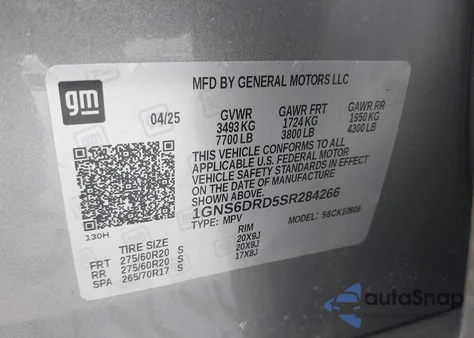 gm
MFD BY GENERAL MOTORS LLC
04/25 GVWR GAWR FRT GAWR RR
3493 KG 1724 KG 1950 KG
7700 LB 3800 LB 4300 LB
THIS VEHICLE CONFORMS TO ALL
APPLICABLE U.S. FEDERAL MOTOR
VEHICLE SAFETY STANDARDS IN EFFECT
ON THE DATE OF MANUFACTURE
SHOWN ABOVE.
1GNS6DRD5SR284266
TYPE: MPV MODEL: S6CK10906
130H
TIRE SIZE RIM
FRT 275/60R20 S 20X9J
RR 275/60R20 S 20X9J
SPA 265/70R17 S 17X8J
autoSnap